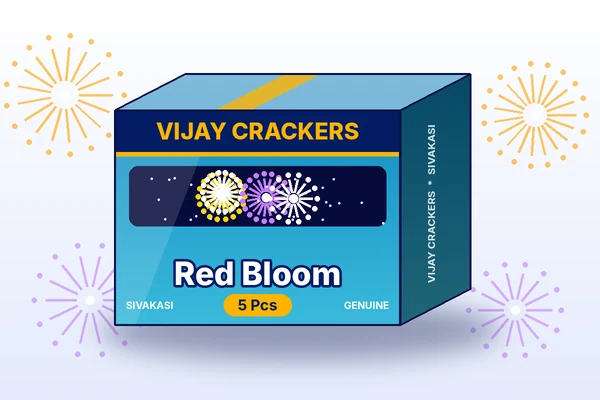 VIJAY CRACKERS
Red Bloom
SIVAKASI
5 Pcs
GENUINE
VIJAY CRACKERS * SIVAKASI